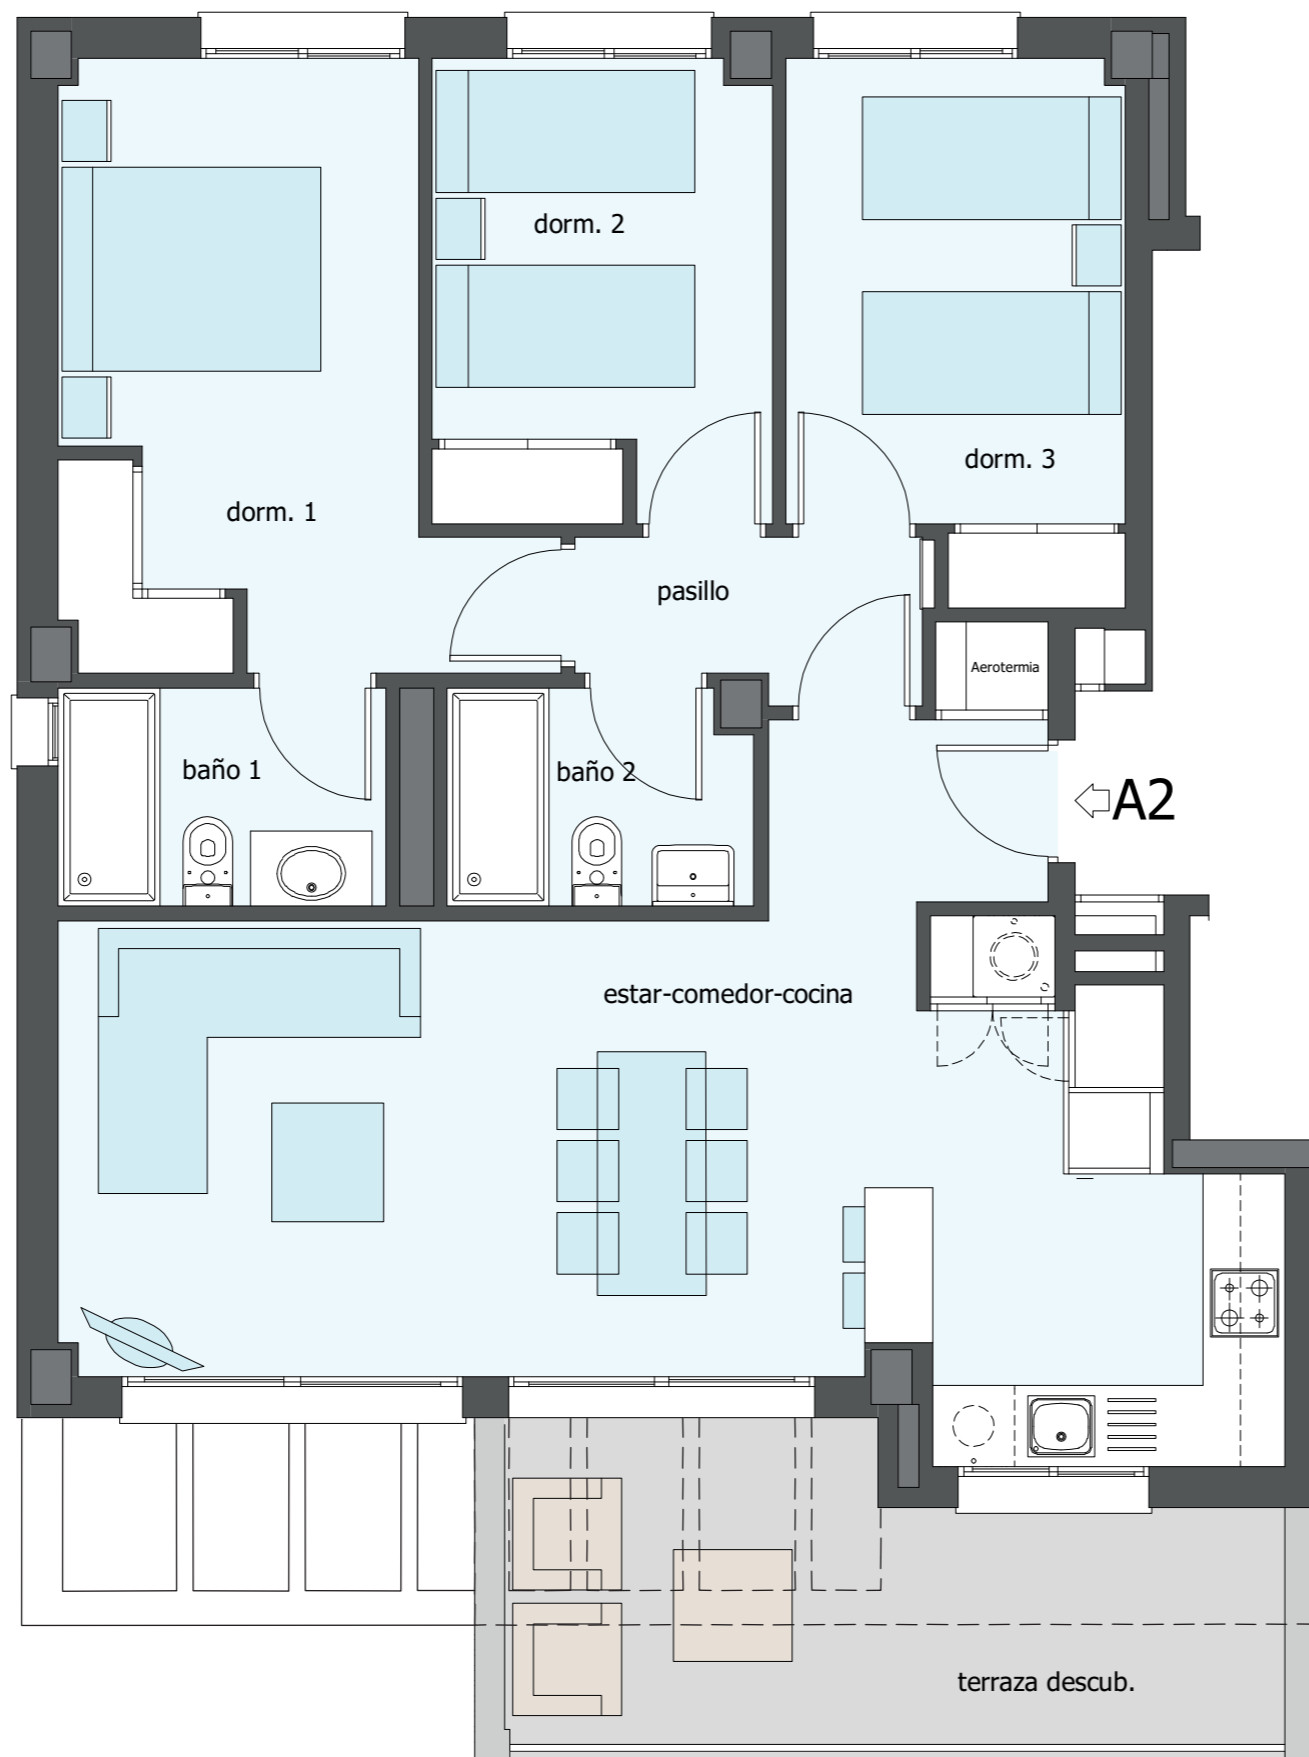 dorm. 2
dorm. 3
dorm. 1
pasillo
Aerotermia
baño 1
baño 2
A2
estar-comedor-cocina
terraza descub.